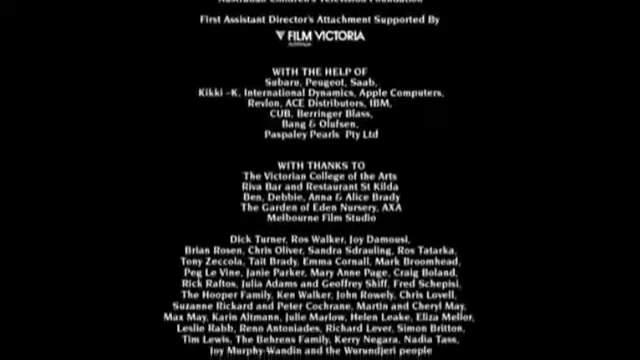 Australian Children's Television Foundation
First Assistant Director's Attachment Supported By
FILM VICTORIA
AUSTRALIA
WITH THE HELP OF
Subaru, Peugeot, Saab,
Kikki -K, International Dynamics, Apple Computers,
Revlon, ACE Distributors, IBM,
CUB, Berringer Blass,
Bang & Olufsen,
Paspaley Pearls Pty Ltd
WITH THANKS TO
The Victorian College of the Arts
Riva Bar and Restaurant St Kilda
Ben, Debbie, Anna & Alice Brady
The Garden of Eden Nursery, AXA
Melbourne Film Studio
Dick Turner, Ros Walker, Joy Damousi,
Brian Rosen, Chris Oliver, Sandra Sdrauling, Ros Tatarka,
Tony Zeccola, Tait Brady, Emma Cornall, Mark Broomhead,
Peg Le Vine, Janie Parker, Mary Anne Page, Craig Boland,
Rick Raftos, Julia Adams and Geoffrey Shiff, Fred Schepisi,
The Hooper Family, Ken Walker, John Rowely, Chris Lovell,
Suzanne Rickard and Peter Cochrane, Martin and Cheryl May,
Max May, Karin Altmann, Julie Marlow, Helen Leake, Eliza Mellor,
Leslie Rabb, Reno Antoniades, Richard Lever, Simon Britton,
Tim Lewis, The Behrens Family, Kerry Negara, Nadia Tass,
Joy Murphy-Wandin and the Wurundjeri people